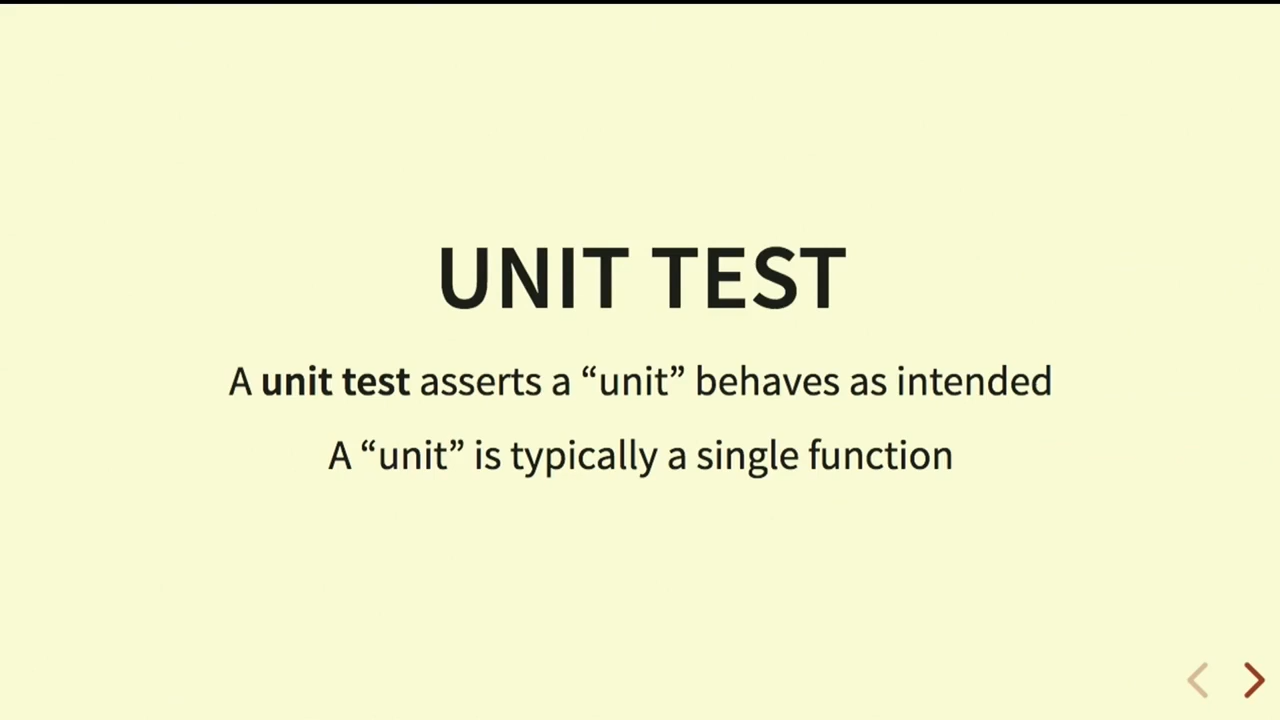 UNIT TEST
A unit test asserts a “unit” behaves as intended
A “unit” is typically a single function